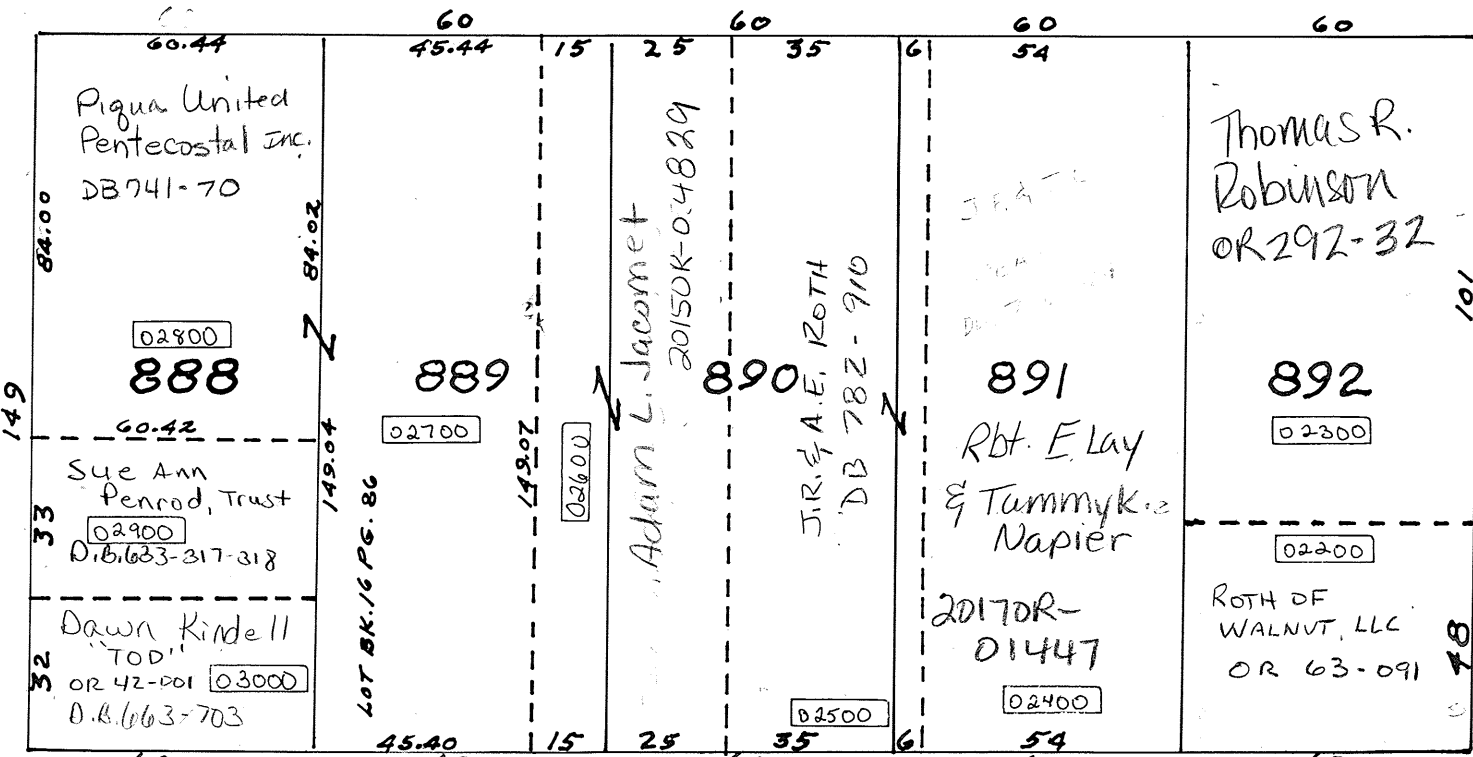 60
60
60
60
60.44
45.44
15
25
35
6
54
Piqua United
Pentecostal Inc.
DB741-70
84.00
84.02
02800
888
60.42
149
Sue Ann
Penrod, Trust
02900
D.B.633-317-318
33
Dawn Kindell
"TOD"
OR 42-001 03000
D.B.663-703
32
149.04
LOT BK.16 PG.86
889
02700
149.07
02600
Adam L. Jacomet
2015OR-04829
890
J.R. & A.E. ROTH
DB 782-910
02500
891
Rbt. E. Lay
& Tammy K.
Napier
2017OR-
01447
02400
Thomas R.
Robinson
OR292-32
101
892
02300
02200
ROTH OF
WALNUT, LLC
OR 63-091
48
45.40
15
25
35
6
54